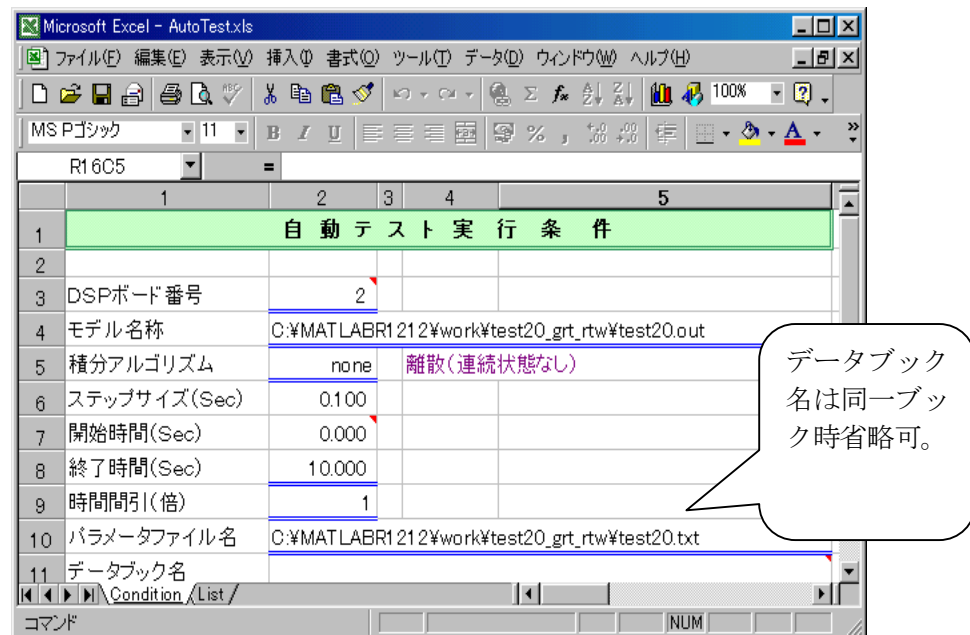 Microsoft Excel - AutoTest.xls
ファイル(F) 編集(E) 表示(V) 挿入(I) 書式(O) ツール(T) データ(D) ウィンドウ(W) ヘルプ(H)
100%
MS Pゴシック 11 B I U
R16C5 =
1 2 3 4 5
1 自動テスト実行条件
2
3 DSPボード番号 2
4 モデル名称 C:¥MATLABR1212¥work¥test20_grt_rtw¥test20.out
5 積分アルゴリズム none 離散(連続状態なし)
6 ステップサイズ(Sec) 0.100
7 開始時間(Sec) 0.000
8 終了時間(Sec) 10.000
9 時間間引(倍) 1
10 パラメータファイル名 C:¥MATLABR1212¥work¥test20_grt_rtw¥test20.txt
11 データブック名
Condition List
コマンド NUM
データブック
名は同一ブッ
ク時省略可。